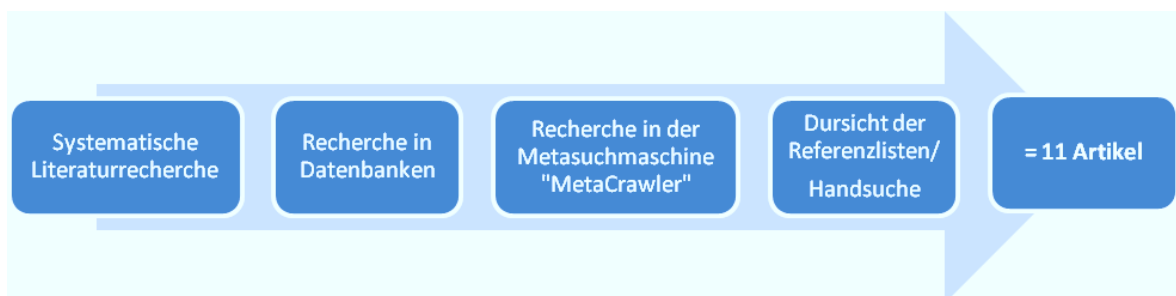 Systematische
Literaturrecherche
Recherche in
Datenbanken
Recherche in der
Metasuchmaschine
"MetaCrawler"
Dursicht der
Referenzlisten/
Handsuche
= 11 Artikel